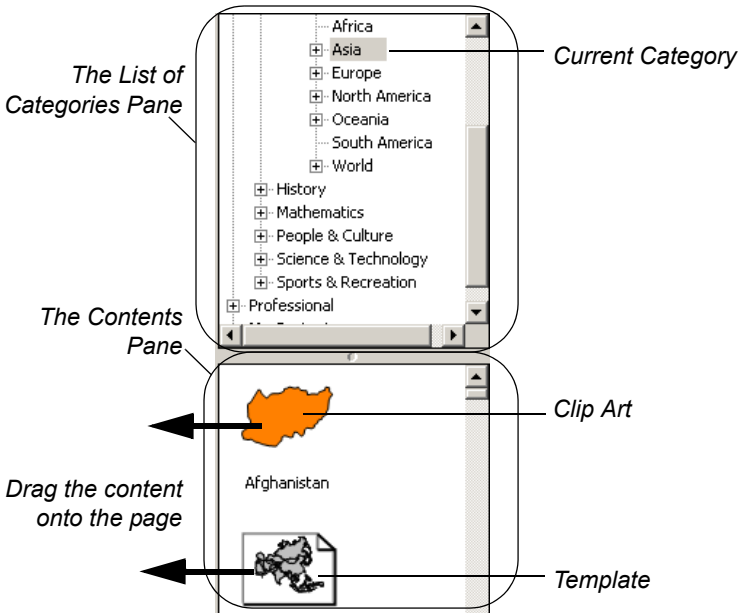 Africa
Asia
Current Category
The List of
Categories Pane
Europe
North America
Oceania
South America
World
History
Mathematics
People & Culture
Science & Technology
Sports & Recreation
Professional
The Contents
Pane
Clip Art
Afghanistan
Drag the content
onto the page
Template